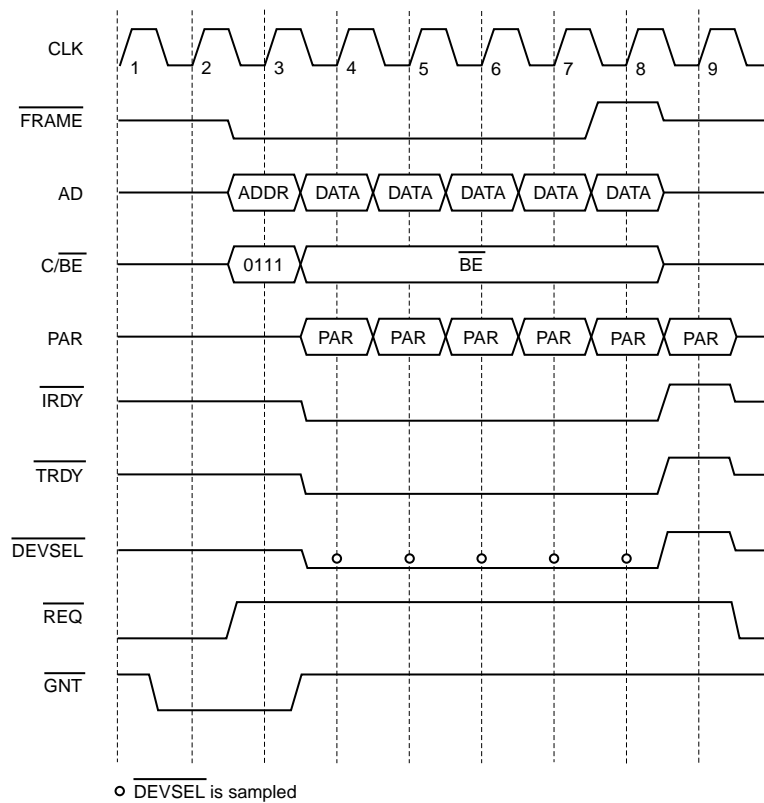 CLK
1 2 3 4 5 6 7 8 9
FRAME
AD
ADDR DATA DATA DATA DATA DATA
C/BE
0111 BE
PAR
PAR PAR PAR PAR PAR PAR
IRDY
TRDY
DEVSEL
REQ
GNT
DEVSEL is sampled